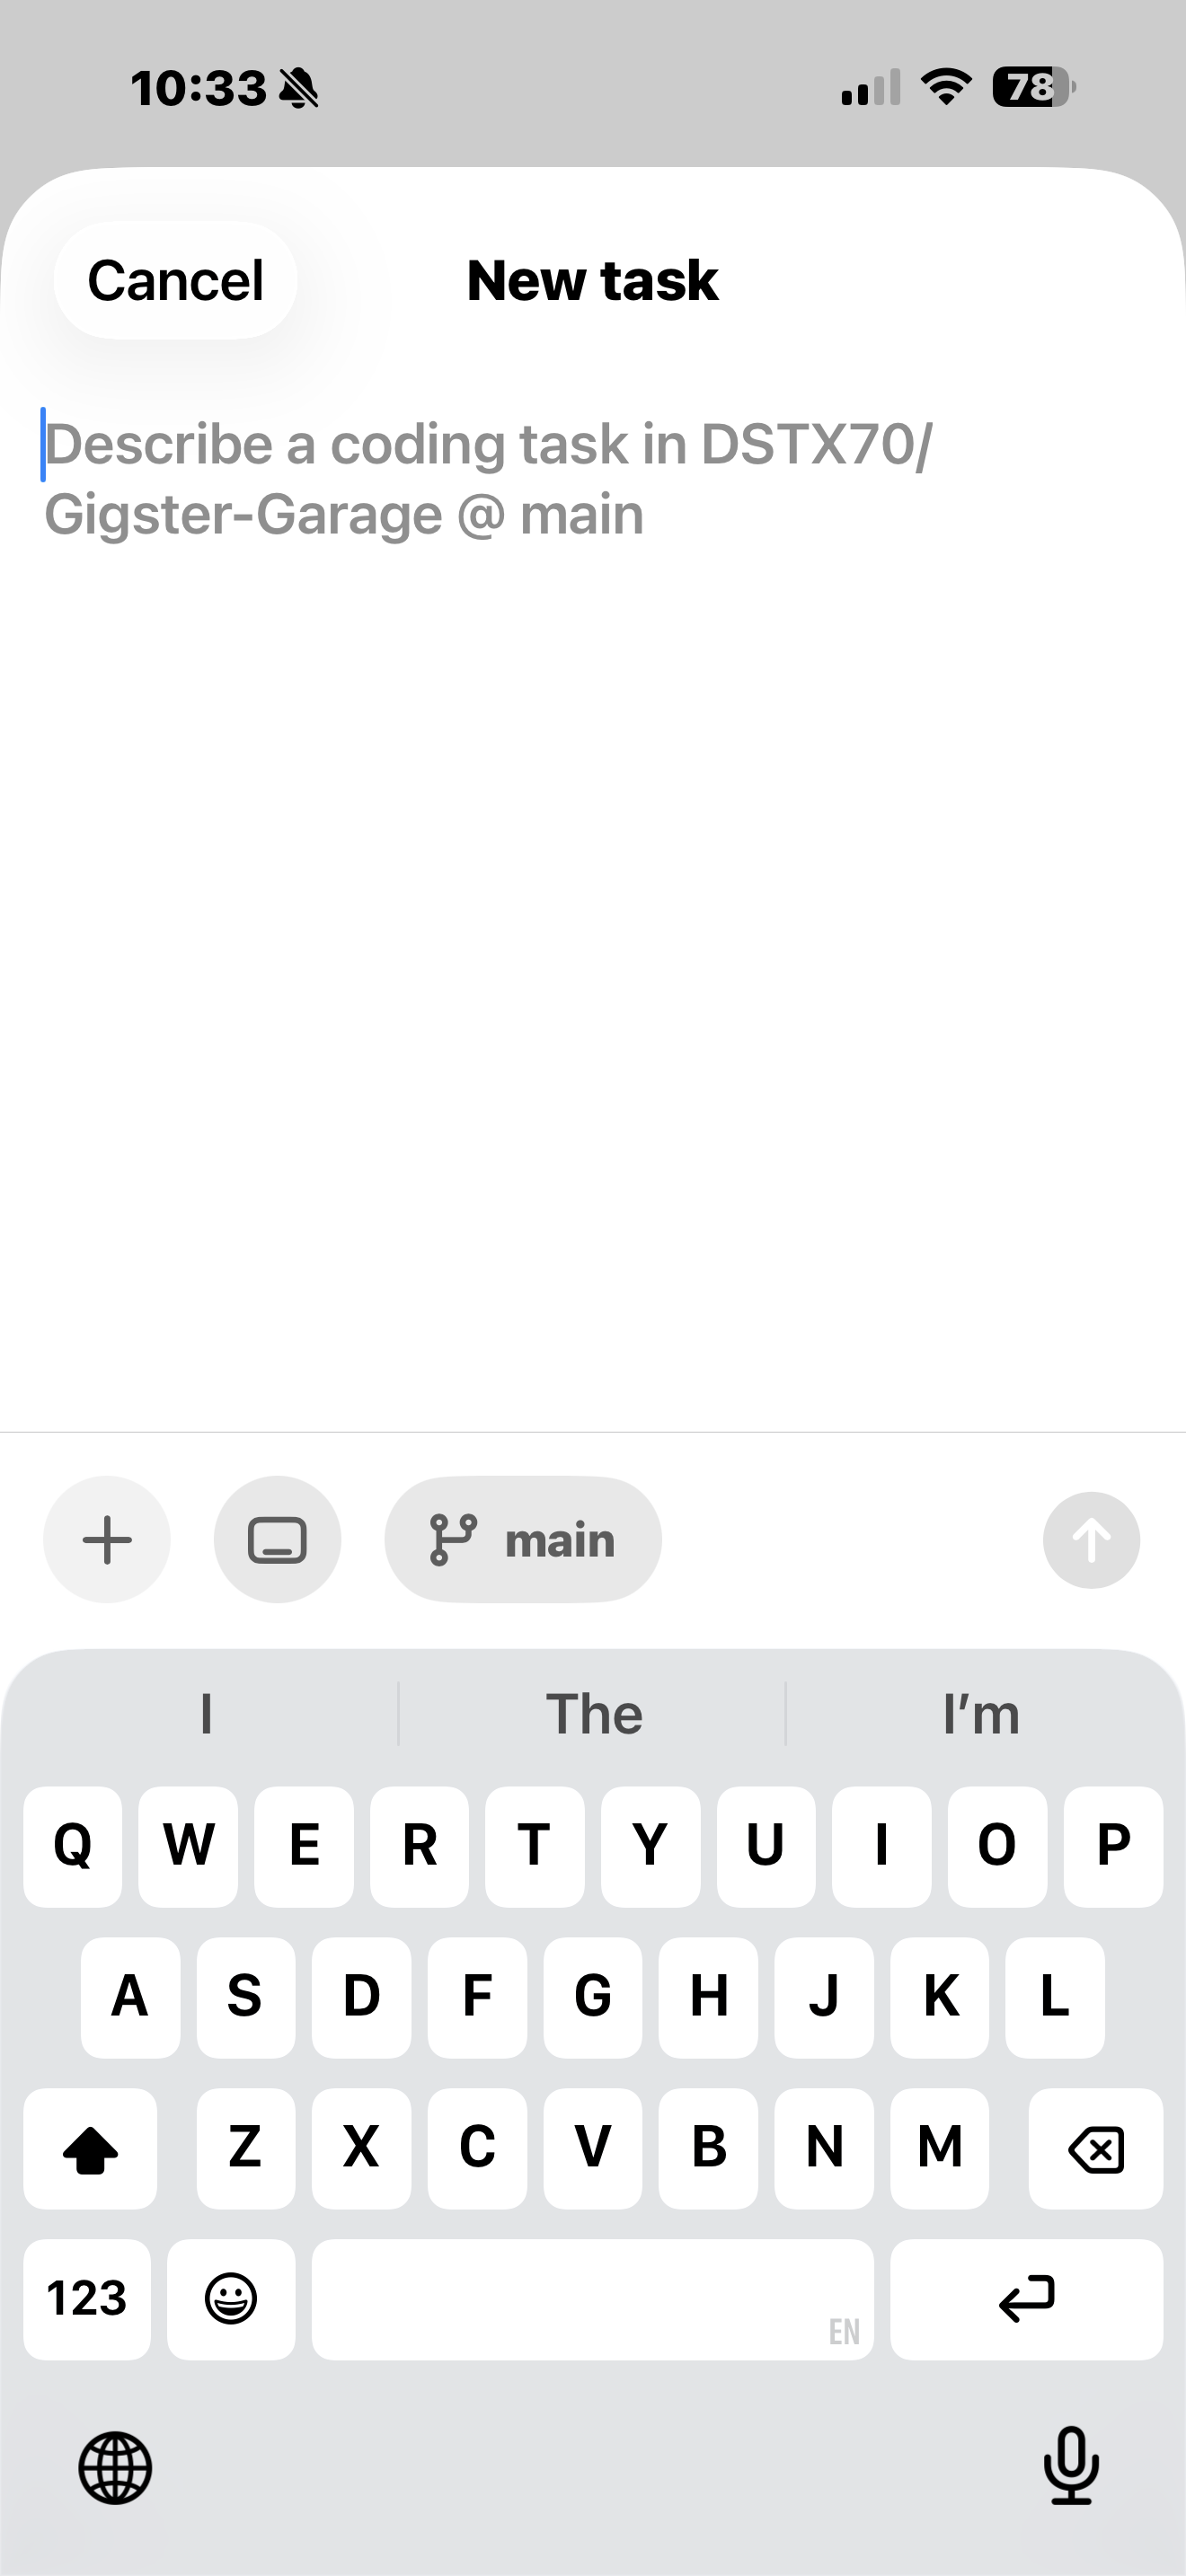 10:33
78
Cancel
New task
Describe a coding task in DSTX70/
Gigster-Garage @ main
main
I
The
I’m
Q W E R T Y U I O P
A S D F G H J K L
Z X C V B N M
123
EN